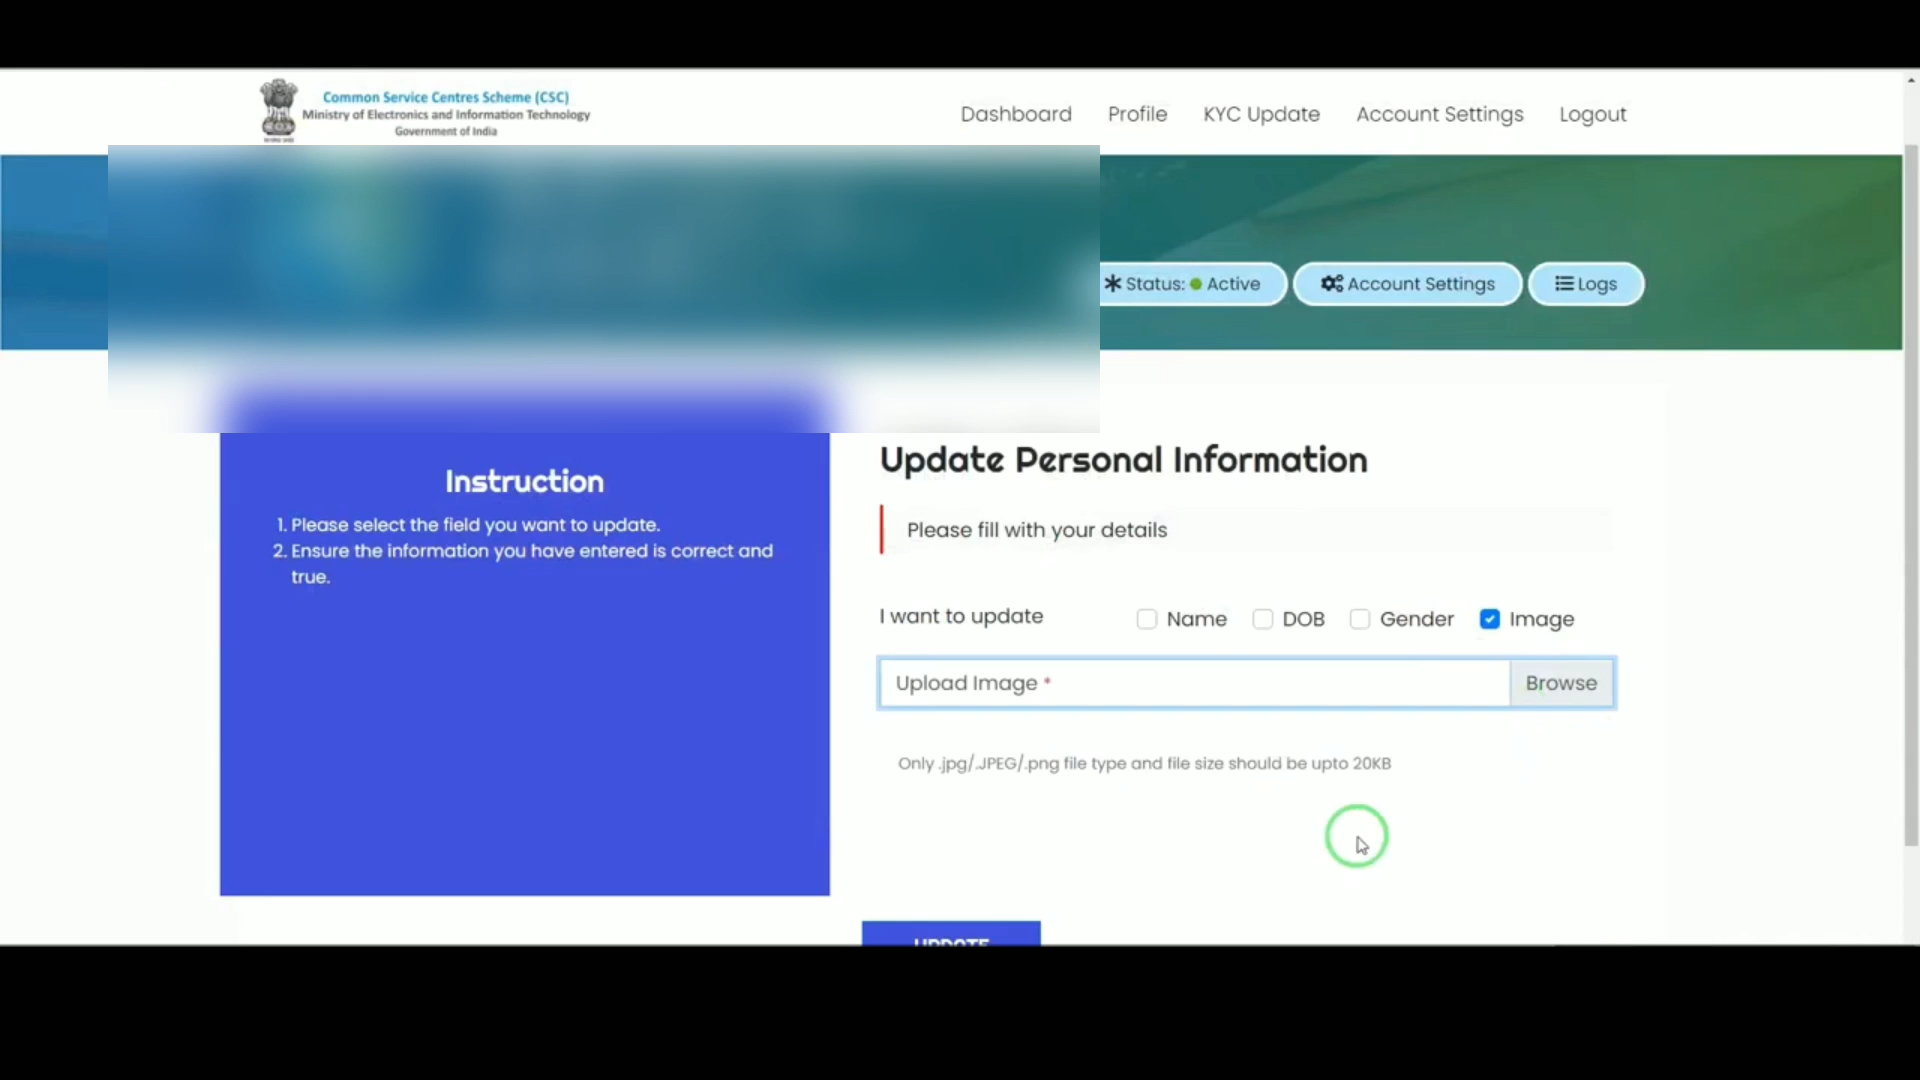 Common Service Centres Scheme (CSC)
Ministry of Electronics and Information Technology
Government of India
Dashboard Profile KYC Update Account Settings Logout
Status: Active Account Settings Logs
Instruction
1. Please select the field you want to update.
2. Ensure the information you have entered is correct and
true.
Update Personal Information
Please fill with your details
I want to update Name DOB Gender Image
Upload Image * Browse
Only .jpg/.JPEG/.png file type and file size should be upto 20KB
UPDATE